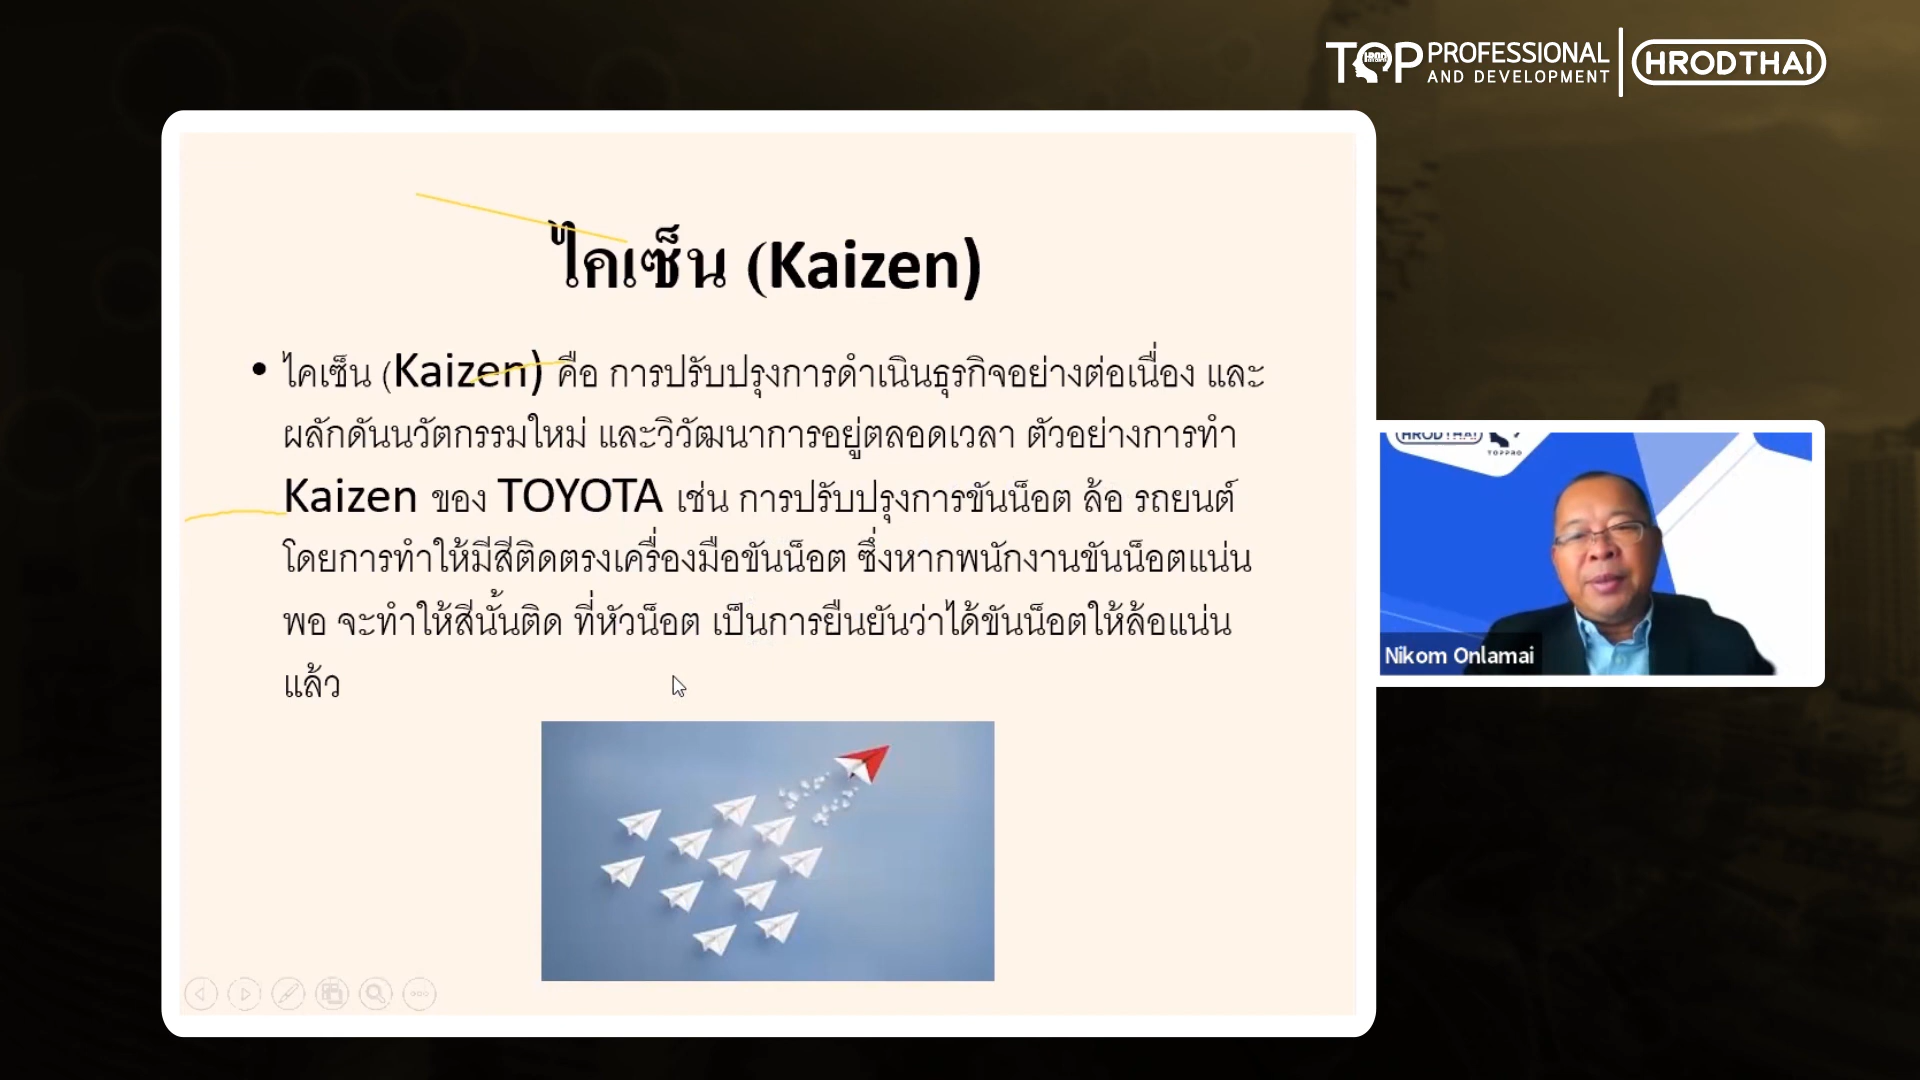 TOP PROFESSIONAL AND DEVELOPMENT
HRODTHAI
ไคเซ็น (Kaizen)
• ไคเซ็น (Kaizen) คือ การปรับปรุงการดำเนินธุรกิจอย่างต่อเนื่อง และ
ผลักดันนวัตกรรมใหม่ และวิวัฒนาการอยู่ตลอดเวลา ตัวอย่างการทำ
Kaizen ของ TOYOTA เช่น การปรับปรุงการขันน็อต ล้อ รถยนต์
โดยการทำให้มีสีติดตรงเครื่องมือขันน็อต ซึ่งหากพนักงานขันน็อตแน่น
พอ จะทำให้สีนั้นติด ที่หัวน็อต เป็นการยืนยันว่าได้ขันน็อตให้ล้อแน่น
แล้ว
HRODTHAI
TOPPRO
Nikom Onlamai